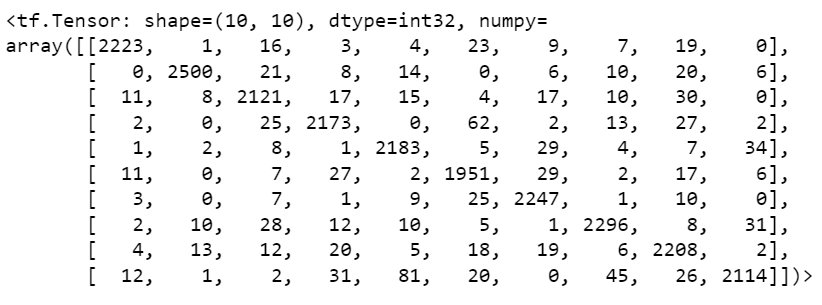 <tf.Tensor: shape=(10, 10), dtype=int32, numpy=
array([[2223,    1,   16,    3,    4,   23,    9,    7,   19,    0],
       [   0, 2500,   21,    8,   14,    0,    6,   10,   20,    6],
       [  11,    8, 2121,   17,   15,    4,   17,   10,   30,    0],
       [   2,    0,   25, 2173,    0,   62,    2,   13,   27,    2],
       [   1,    2,    8,    1, 2183,    5,   29,    4,    7,   34],
       [  11,    0,    7,   27,    2, 1951,   29,    2,   17,    6],
       [   3,    0,    7,    1,    9,   25, 2247,    1,   10,    0],
       [   2,   10,   28,   12,   10,    5,    1, 2296,    8,   31],
       [   4,   13,   12,   20,    5,   18,   19,    6, 2208,    2],
       [  12,    1,    2,   31,   81,   20,    0,   45,   26, 2114]])>